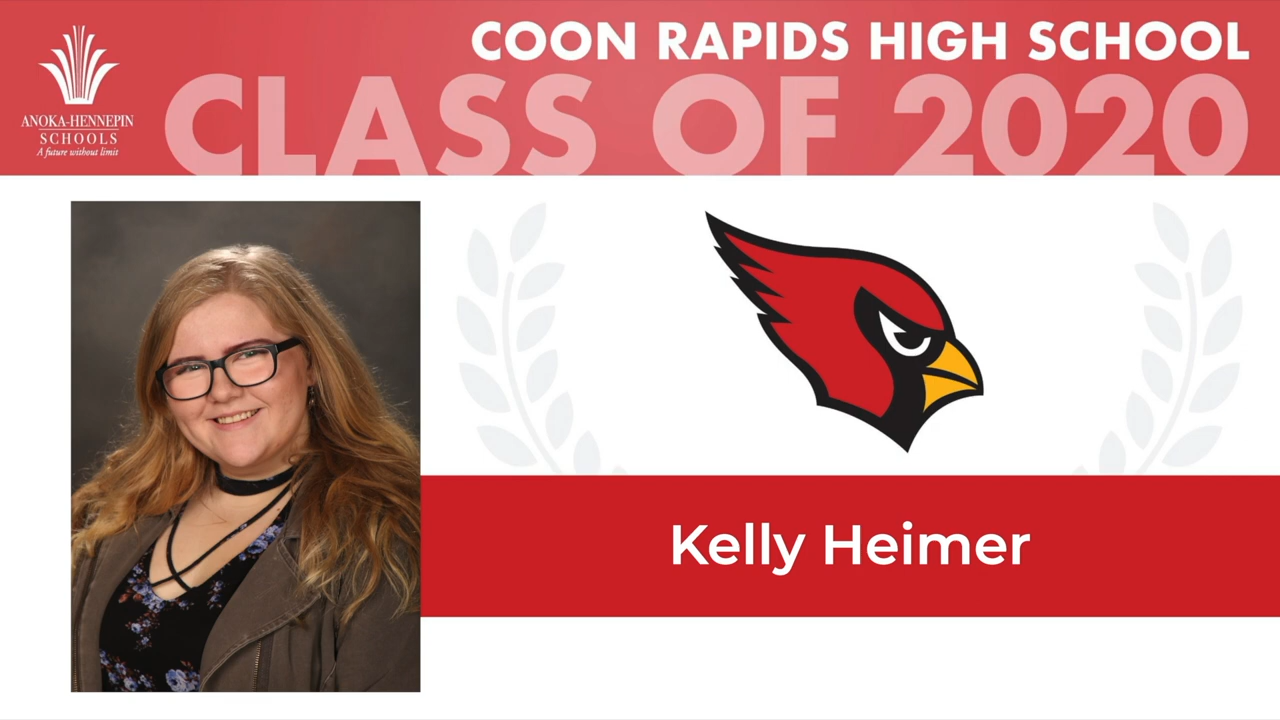 COON RAPIDS HIGH SCHOOL
CLASS OF 2020
ANOKA-HENNEPIN
SCHOOLS
A future without limit
Kelly Heimer